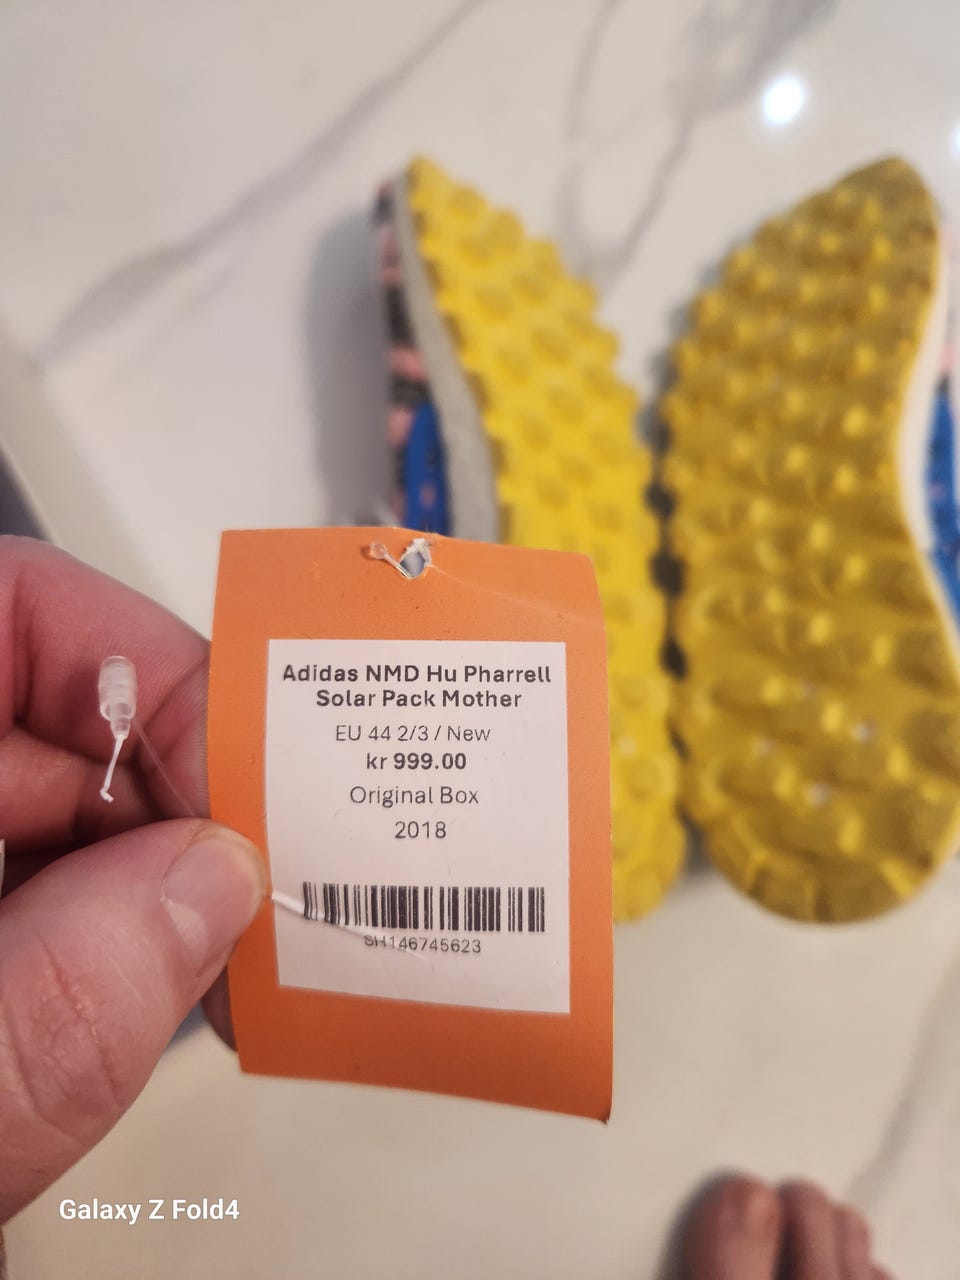 Adidas NMD Hu Pharrell
Solar Pack Mother
EU 44 2/3 / New
kr 999.00
Original Box
2018
SH146745623
Galaxy Z Fold4